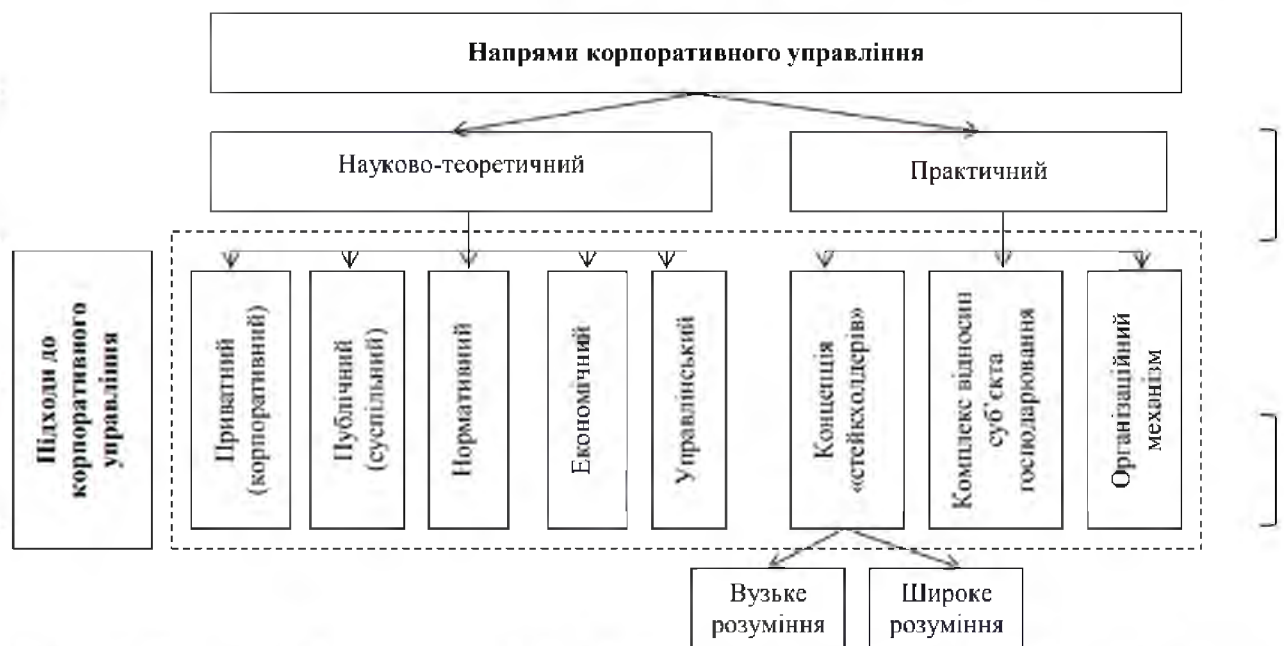 Напрями корпоративного управління
Науково-теоретичний
Практичний
Підходи до
корпоративного
управління
Приватний
(корпоративний)
Публічний
(суспільний)
Нормативний
Економічний
Управлінський
Концепція
«стейкхолдерів»
Комплекс відносин
суб'єкта
господарювання
Організаційний
механізм
Вузьке
розуміння
Широке
розуміння